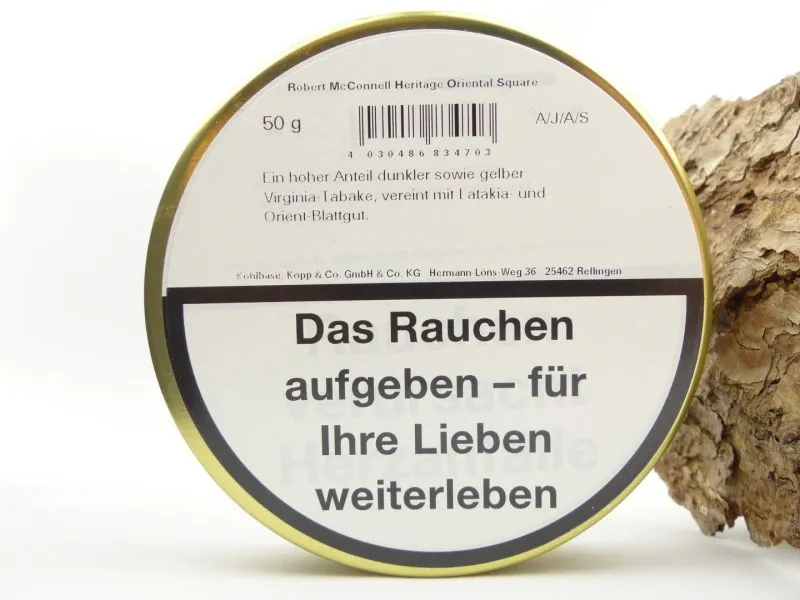 Robert McConnell Heritage Oriental Square
50 g
A/J/A/S
4 030486 834703
Ein hoher Anteil dunkler sowie gelber
Virginia-Tabake, vereint mit Latakia- und
Orient-Blattgut.
Kohlhase, Kopp & Co. GmbH & Co. KG Hermann-Löns-Weg 36 25462 Rellingen
Das Rauchen
aufgeben – für
Ihre Lieben
weiterleben